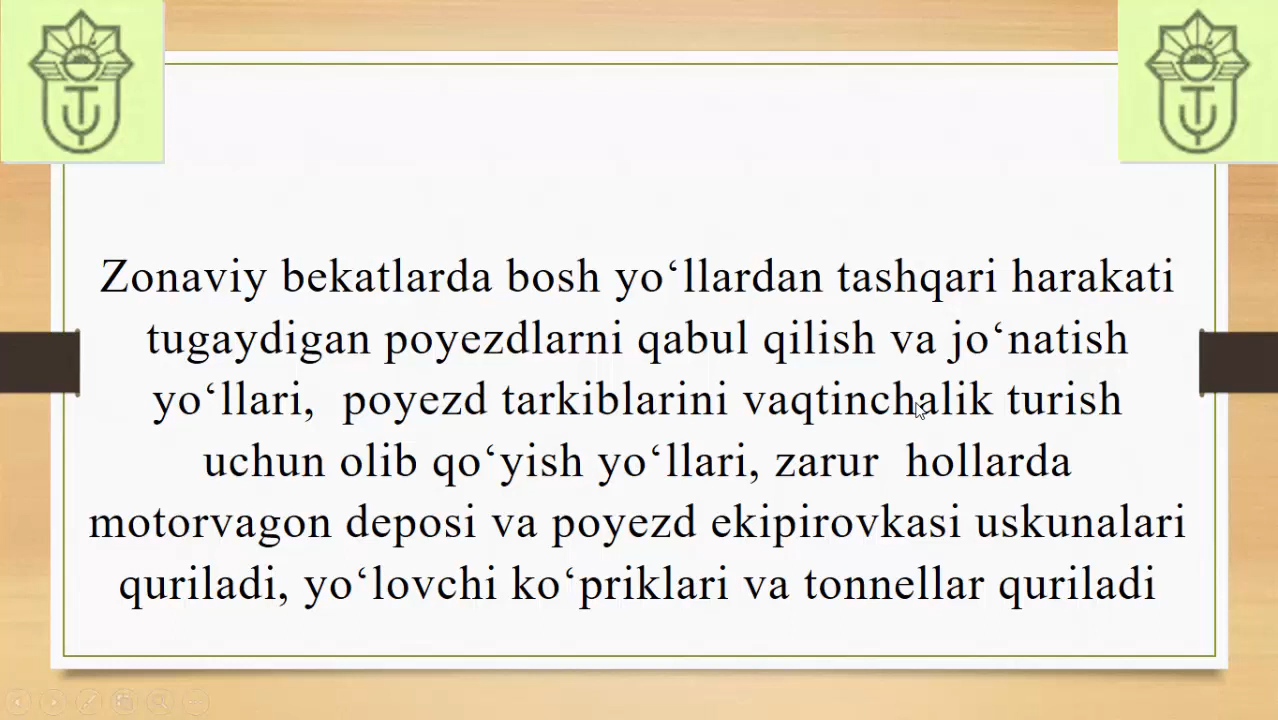 Zonaviy bekatlarda bosh yo‘llardan tashqari harakati
tugaydigan poyezdlarni qabul qilish va jo‘natish
yo‘llari,  poyezd tarkiblarini vaqtinchalik turish
uchun olib qo‘yish yo‘llari, zarur  hollarda
motorvagon deposi va poyezd ekipirovkasi uskunalari
quriladi, yo‘lovchi ko‘priklari va tonnellar quriladi